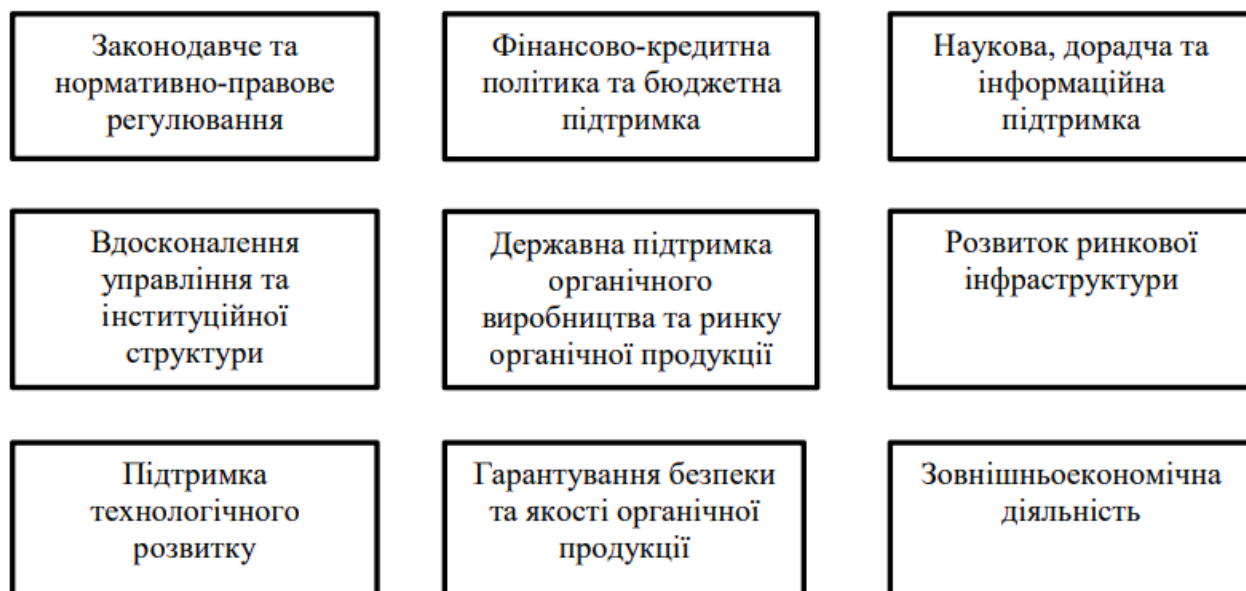 Законодавче та
нормативно-правове
регулювання
Фінансово-кредитна
політика та бюджетна
підтримка
Наукова, дорадча та
інформаційна
підтримка
Вдосконалення
управління та
інституційної
структури
Державна підтримка
органічного
виробництва та ринку
органічної продукції
Розвиток ринкової
інфраструктури
Підтримка
технологічного
розвитку
Гарантування безпеки
та якості органічної
продукції
Зовнішньоекономічна
діяльність